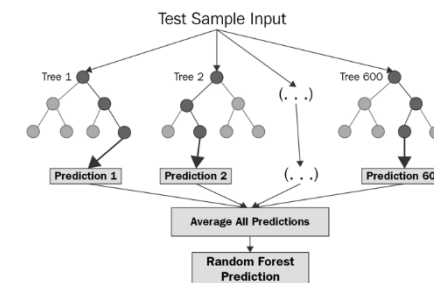 Test Sample Input
Tree 1
Tree 2
(. . .)
Tree 600
Prediction 1
Prediction 2
(. . .)
Prediction 60
Average All Predictions
Random Forest
Prediction